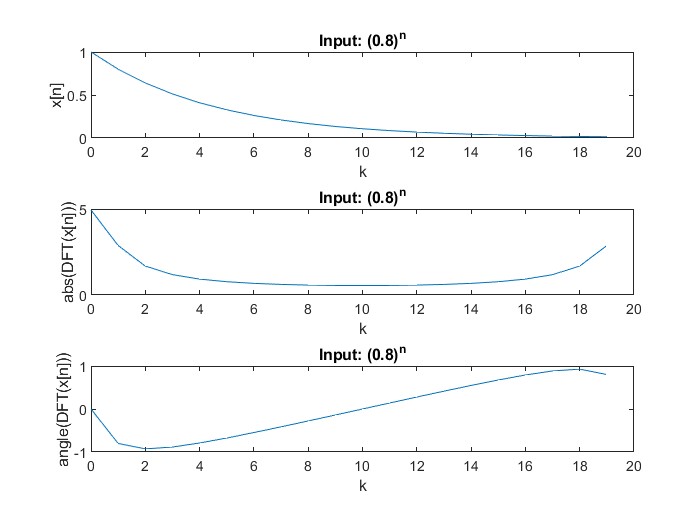 Input: (0.8)^n
x[n]
1
0.5
0
0 2 4 6 8 10 12 14 16 18 20
k
Input: (0.8)^n
abs(DFT(x[n]))
5
0
0 2 4 6 8 10 12 14 16 18 20
k
Input: (0.8)^n
angle(DFT(x[n]))
1
0
-1
0 2 4 6 8 10 12 14 16 18 20
k